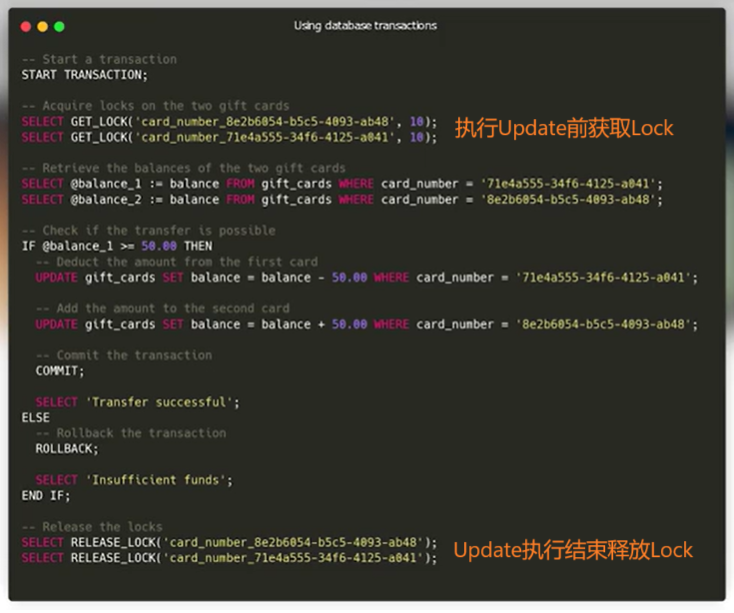 Using database transactions
-- Start a transaction
START TRANSACTION;
-- Acquire locks on the two gift cards
SELECT GET_LOCK('card_number_8e2b6054-b5c5-4093-ab48', 10);
SELECT GET_LOCK('card_number_71e4a555-34f6-4125-a041', 10);
执行Update前获取Lock
-- Retrieve the balances of the two gift cards
SELECT @balance_1 := balance FROM gift_cards WHERE card_number = '71e4a555-34f6-4125-a041';
SELECT @balance_2 := balance FROM gift_cards WHERE card_number = '8e2b6054-b5c5-4093-ab48';
-- Check if the transfer is possible
IF @balance_1 >= 50.00 THEN
-- Deduct the amount from the first card
UPDATE gift_cards SET balance = balance - 50.00 WHERE card_number = '71e4a555-34f6-4125-a041';
-- Add the amount to the second card
UPDATE gift_cards SET balance = balance + 50.00 WHERE card_number = '8e2b6054-b5c5-4093-ab48';
-- Commit the transaction
COMMIT;
SELECT 'Transfer successful';
ELSE
-- Rollback the transaction
ROLLBACK;
SELECT 'Insufficient funds';
END IF;
-- Release the locks
SELECT RELEASE_LOCK('card_number_8e2b6054-b5c5-4093-ab48');
SELECT RELEASE_LOCK('card_number_71e4a555-34f6-4125-a041');
Update执行结束释放Lock